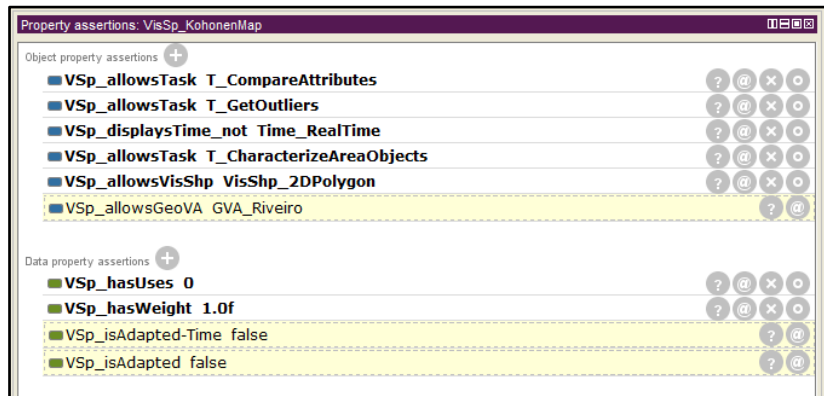 Property assertions: VisSp_KohonenMap
Object property assertions
VSp_allowsTask T_CompareAttributes
VSp_allowsTask T_GetOutliers
VSp_displaysTime_not Time_RealTime
VSp_allowsTask T_CharacterizeAreaObjects
VSp_allowsVisShp VisShp_2DPolygon
VSp_allowsGeoVA GVA_Riveiro
Data property assertions
VSp_hasUses 0
VSp_hasWeight 1.0f
VSp_isAdapted-Time false
VSp_isAdapted false